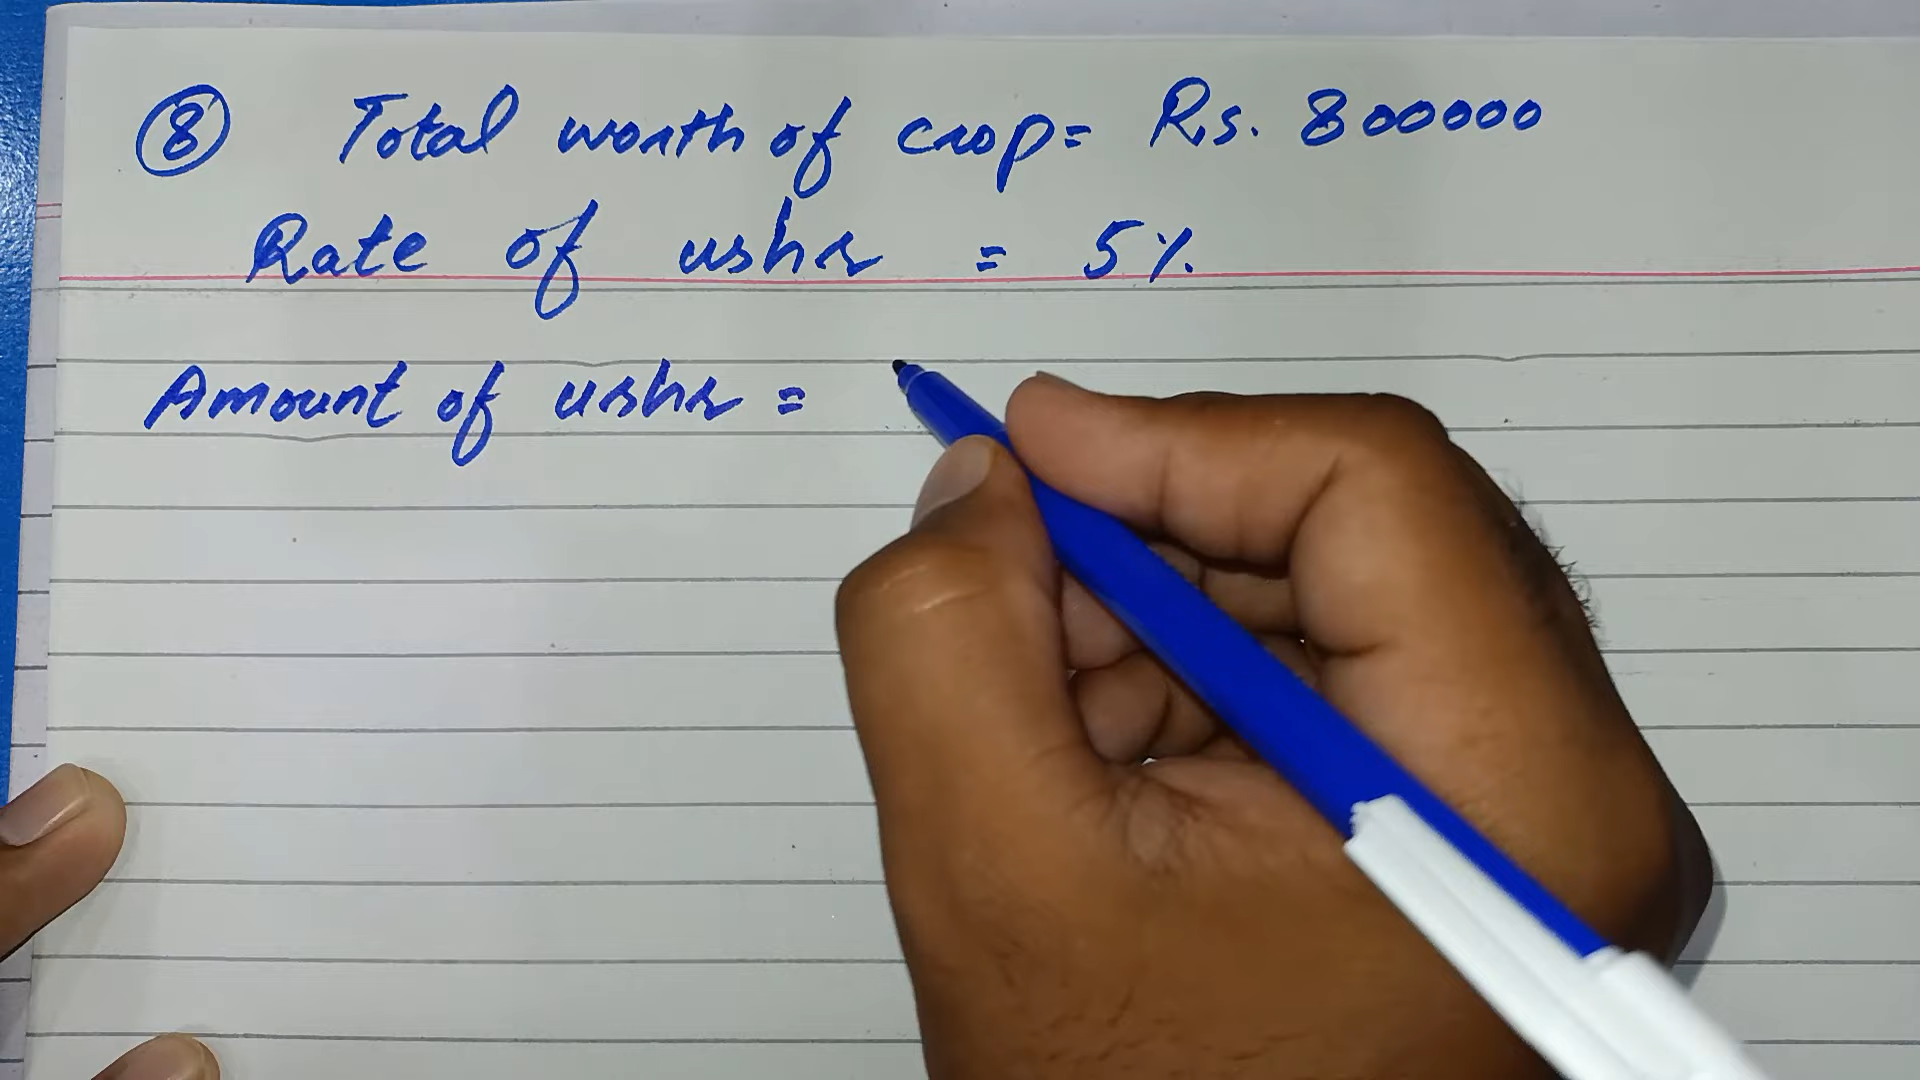 8 Total worth of crop= Rs. 800000
Rate of ushr = 5%
Amount of ushr =